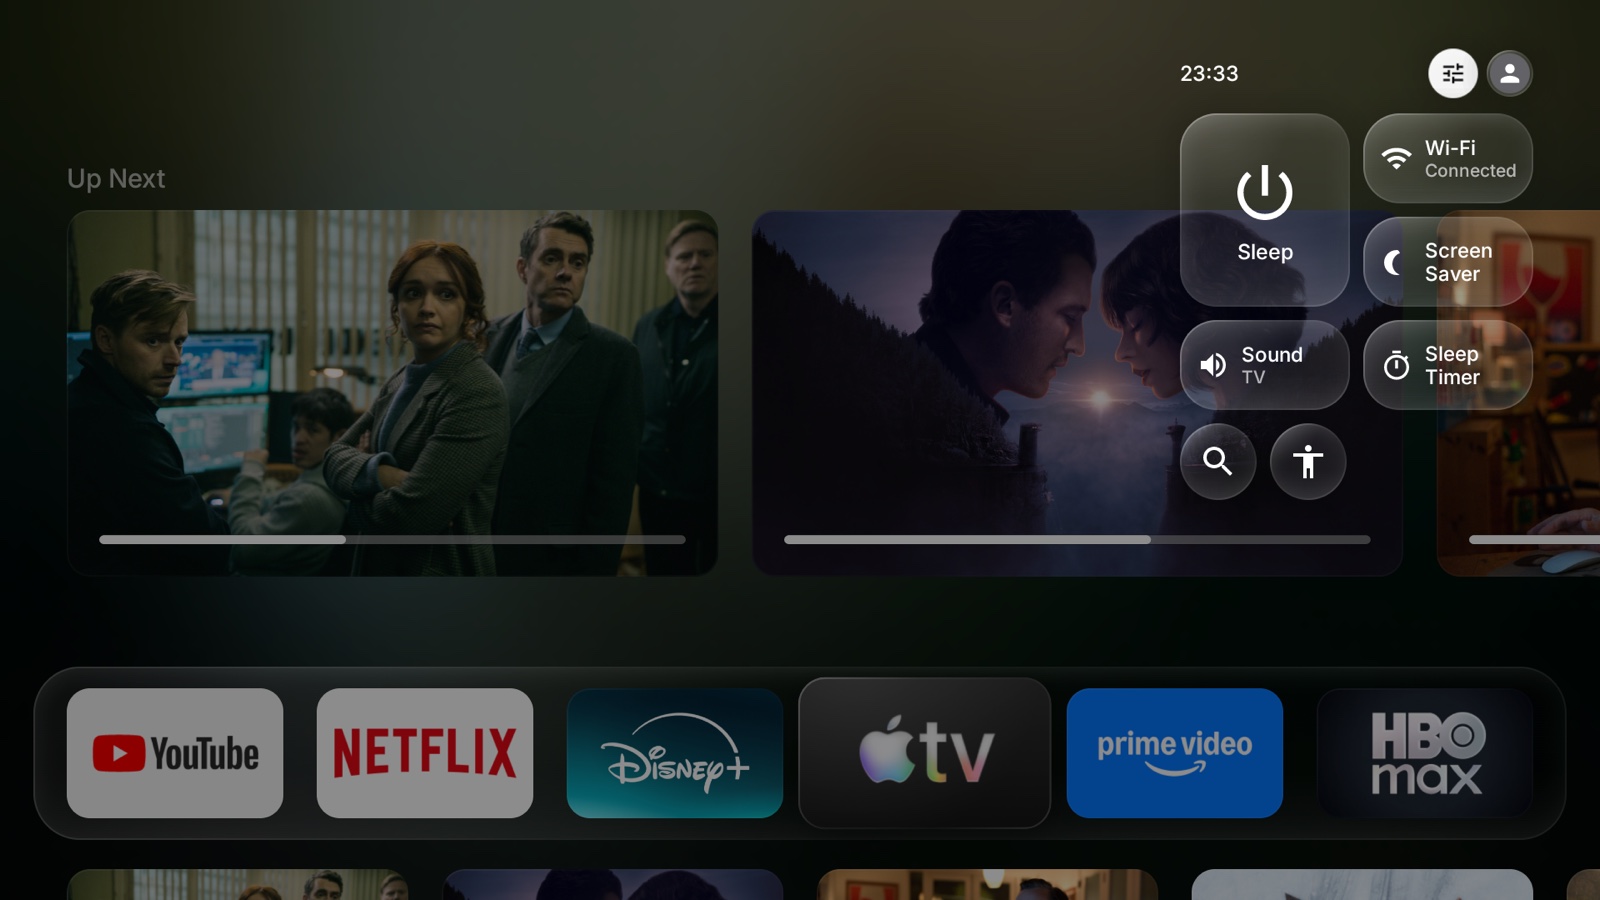 23:33
Wi-Fi
Connected
Up Next
Sleep
Screen
Saver
Sound
TV
Sleep
Timer
YouTube
NETFLIX
Disney+
tv
prime video
HBO
max